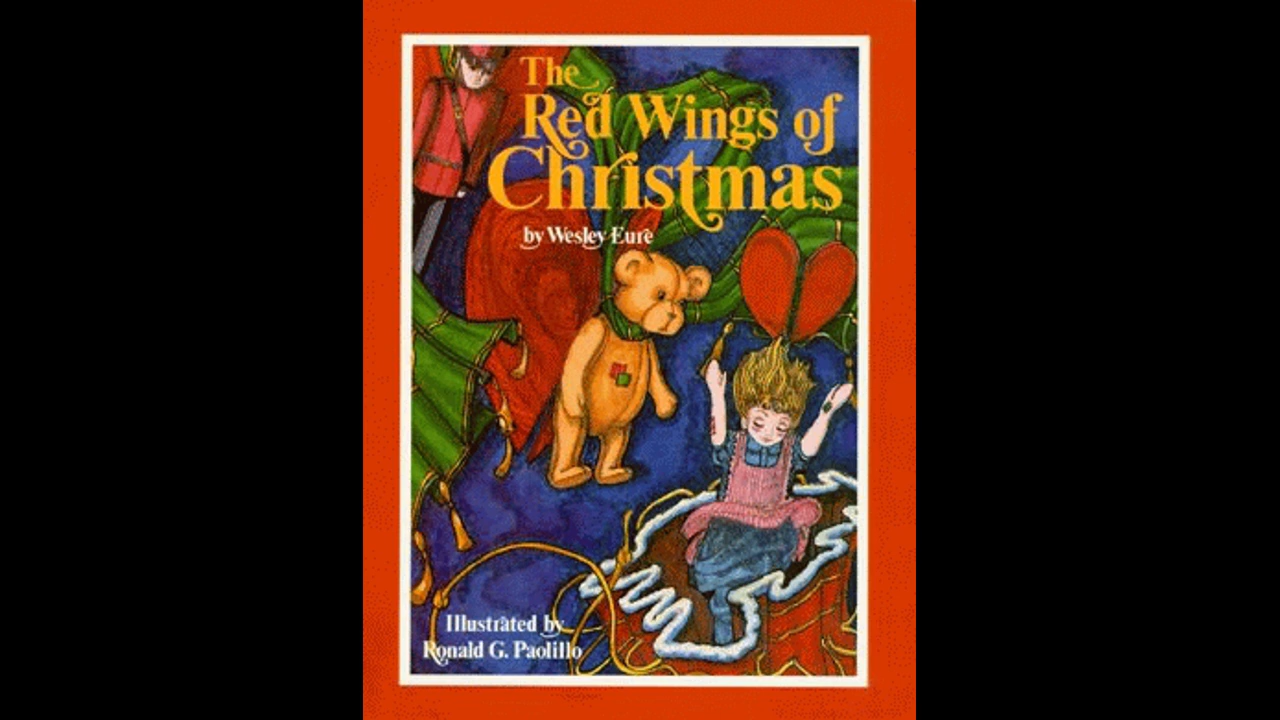 The
Red Wings of
Christmas
by Wesley Eure
Illustrated by
Ronald G. Paolillo